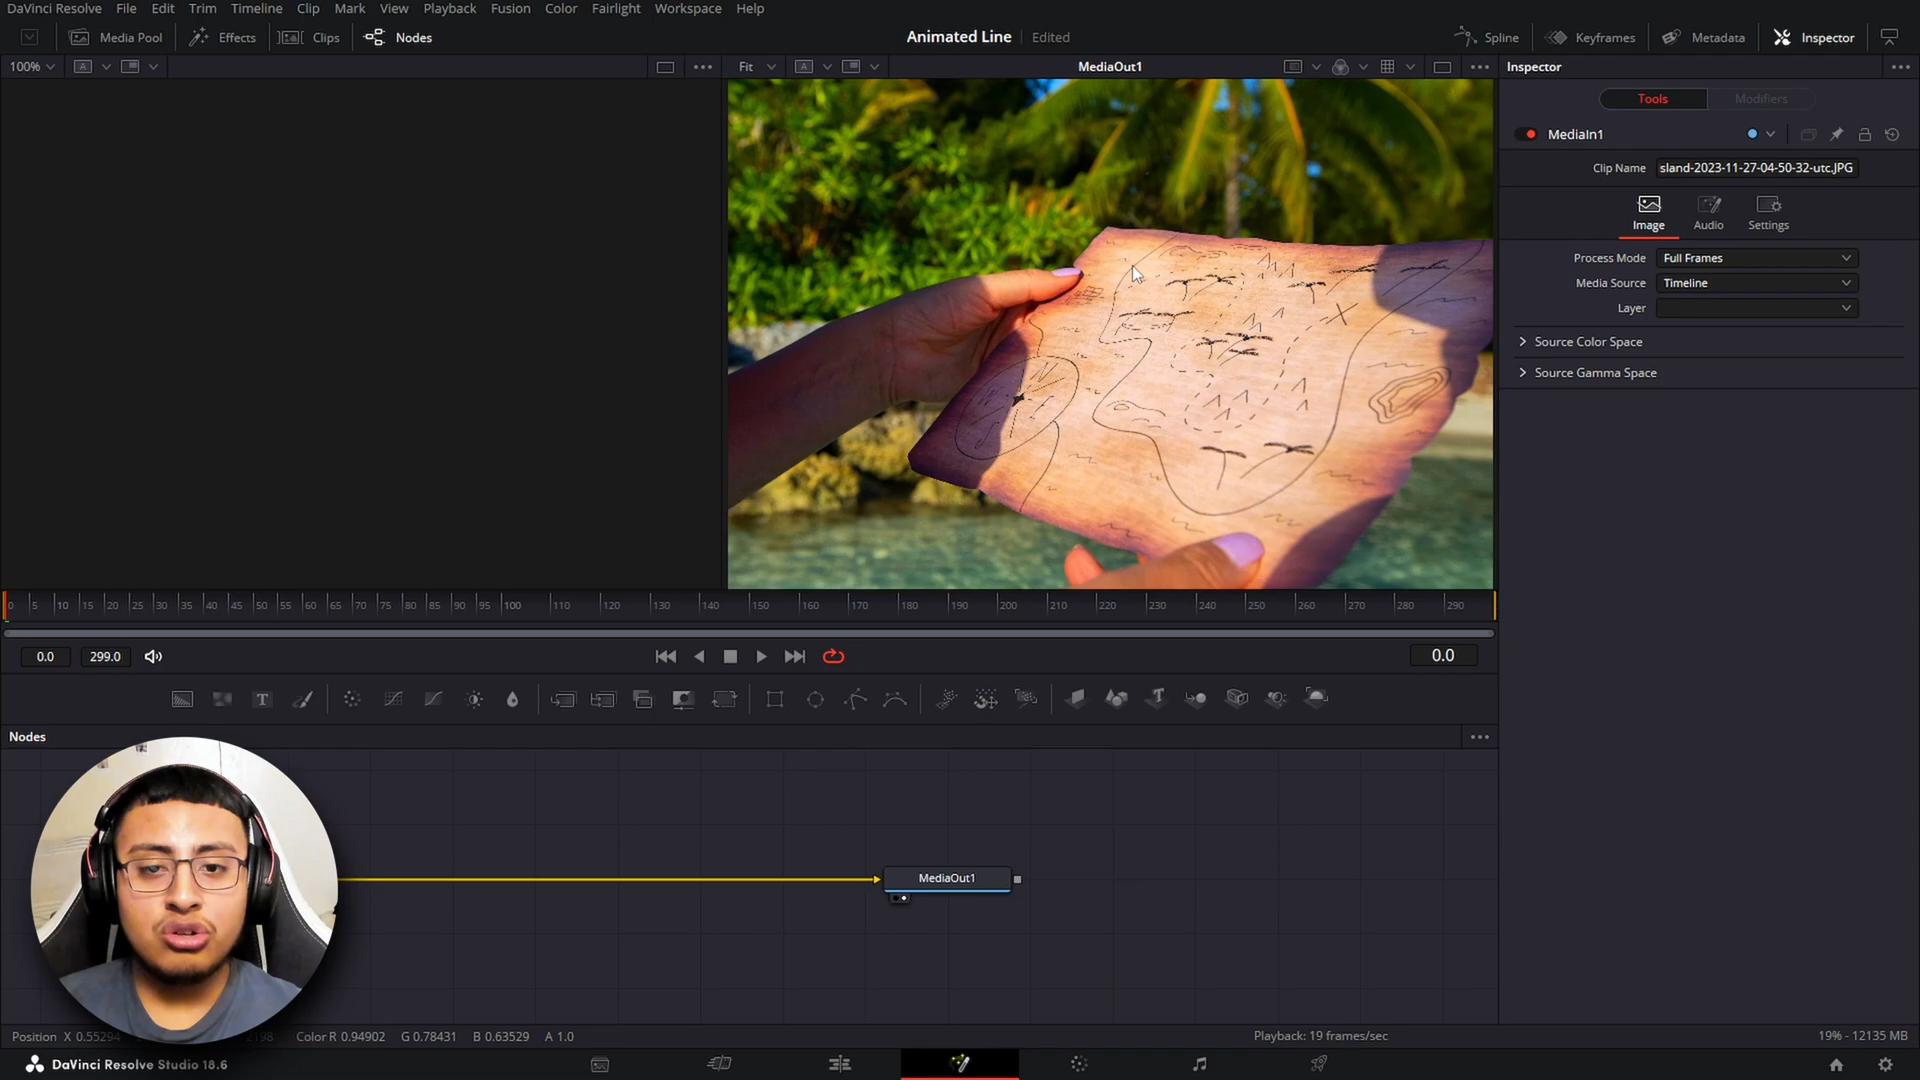 DaVinci Resolve File Edit Trim Timeline Clip Mark View Playback Fusion Color Fairlight Workspace Help
Media Pool Effects Clips Nodes Animated Line Edited Spline Keyframes Metadata Inspector
100% A Fit A MediaOut1 Inspector
Tools Modifiers
MediaIn1
Clip Name sland-2023-11-27-04-50-32-utc.JPG
Image Audio Settings
Process Mode Full Frames
Media Source Timeline
Layer
Source Color Space
Source Gamma Space
0 5 10 15 20 25 30 35 40 45 50 55 60 65 70 75 80 85 90 95 100 110 120 130 140 150 160 170 180 190 200 210 220 230 240 250 260 270 280 290
0.0 299.0 0.0
T T
Nodes
MediaOut1
Position X 0.55294 2198 Color R 0.94902 G 0.78431 B 0.63529 A 1.0 Playback: 19 frames/sec 19% - 12135 MB
DaVinci Resolve Studio 18.6